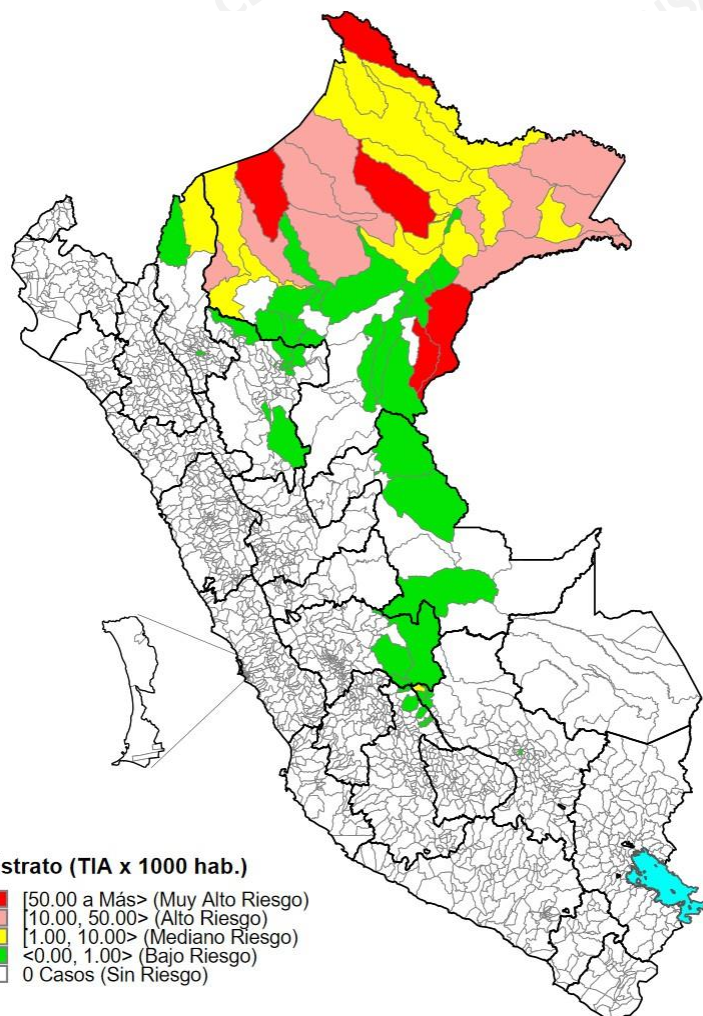 strato (TIA x 1000 hab.)
[50.00 a Más> (Muy Alto Riesgo)
[10.00, 50.00> (Alto Riesgo)
[1.00, 10.00> (Mediano Riesgo)
<0.00, 1.00> (Bajo Riesgo)
0 Casos (Sin Riesgo)